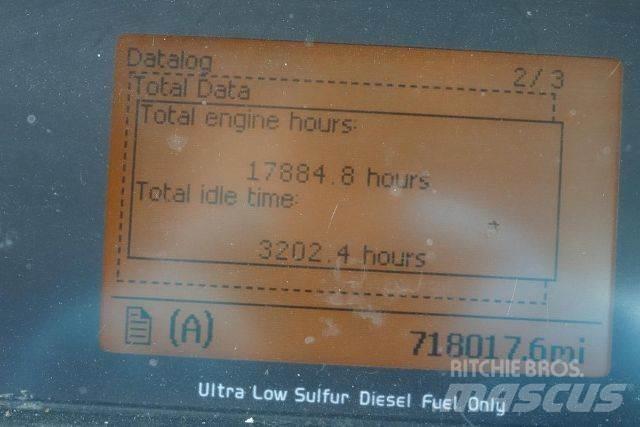 Datalog 2/3
Total Data
Total engine hours:
17884.8 hours
Total idle time:
3202.4 hours
(A) 718017.6mi
Ultra Low Sulfur Diesel Fuel Only
RITCHIE BROS.
mascus